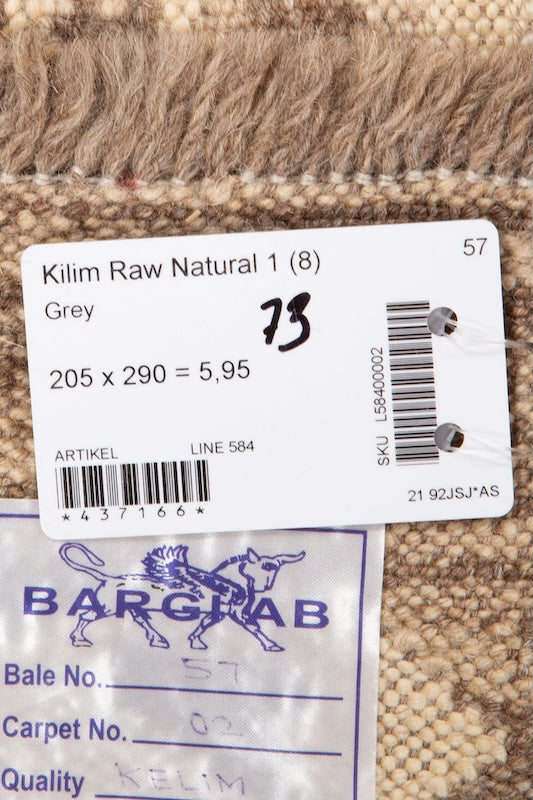 57
Kilim Raw Natural 1 (8)
Grey
73
205 x 290 = 5,95
SKU L58400002
ARTIKEL LINE 584
*437166*
21 92JSJ*AS
BARGHAB
Bale No. 57
Carpet No. 02
Quality KELIM